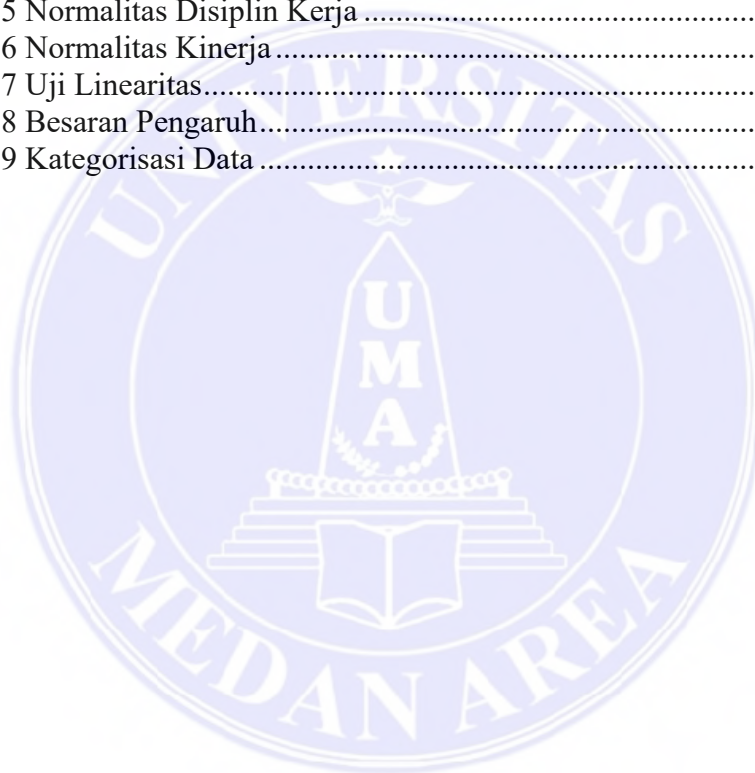 5 Normalitas Disiplin Kerja ..................................................
6 Normalitas Kinerja ..............................................................
7 Uji Linearitas.........................................................................
8 Besaran Pengaruh..................................................................
9 Kategorisasi Data ..................................................................
UNIVERSITAS
U
M
A
MEDAN AREA